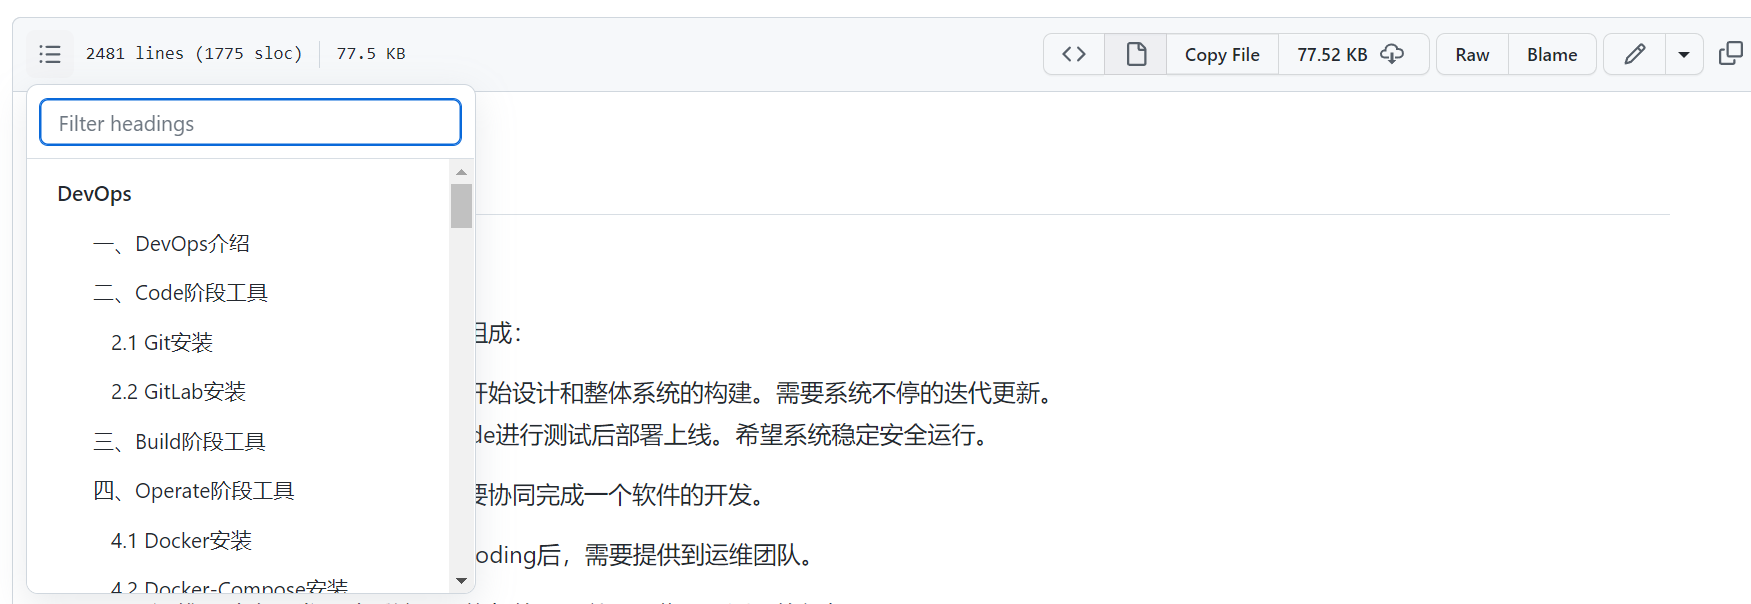 2481 lines (1775 sloc) 77.5 KB
Copy File 77.52 KB Raw Blame
Filter headings
DevOps
一、DevOps介绍
二、Code阶段工具
2.1 Git安装
2.2 GitLab安装
三、Build阶段工具
四、Operate阶段工具
4.1 Docker安装
4.2 Docker-Compose安装
组成：
开始设计和整体系统的构建。需要系统不停的迭代更新。
de进行测试后部署上线。希望系统稳定安全运行。
要协同完成一个软件的开发。
oding后，需要提供到运维团队。